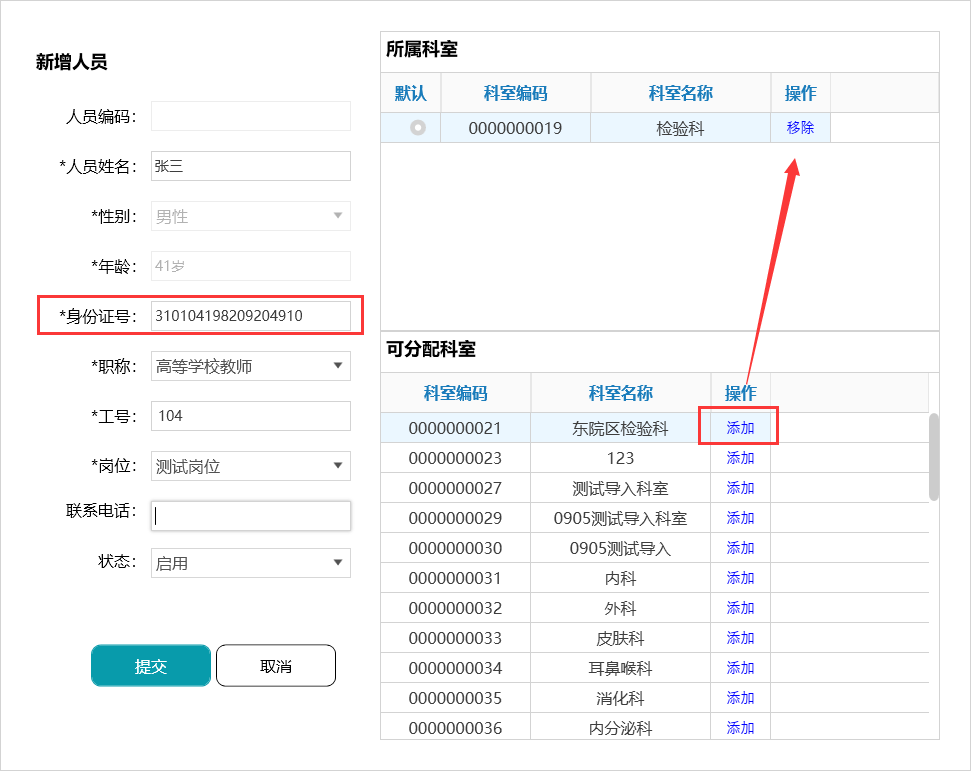 新增人员
人员编码：
*人员姓名： 张三
*性别： 男性
*年龄： 41岁
*身份证号： 310104198209204910
*职称： 高等学校教师
*工号： 104
*岗位： 测试岗位
联系电话：
状态： 启用
提交 取消
所属科室
默认 科室编码 科室名称 操作
0000000019 检验科 移除
可分配科室
科室编码 科室名称 操作
0000000021 东院区检验科 添加
0000000023 123 添加
0000000027 测试导入科室 添加
0000000029 0905测试导入科室 添加
0000000030 0905测试导入 添加
0000000031 内科 添加
0000000032 外科 添加
0000000033 皮肤科 添加
0000000034 耳鼻喉科 添加
0000000035 消化科 添加
0000000036 内分泌科 添加